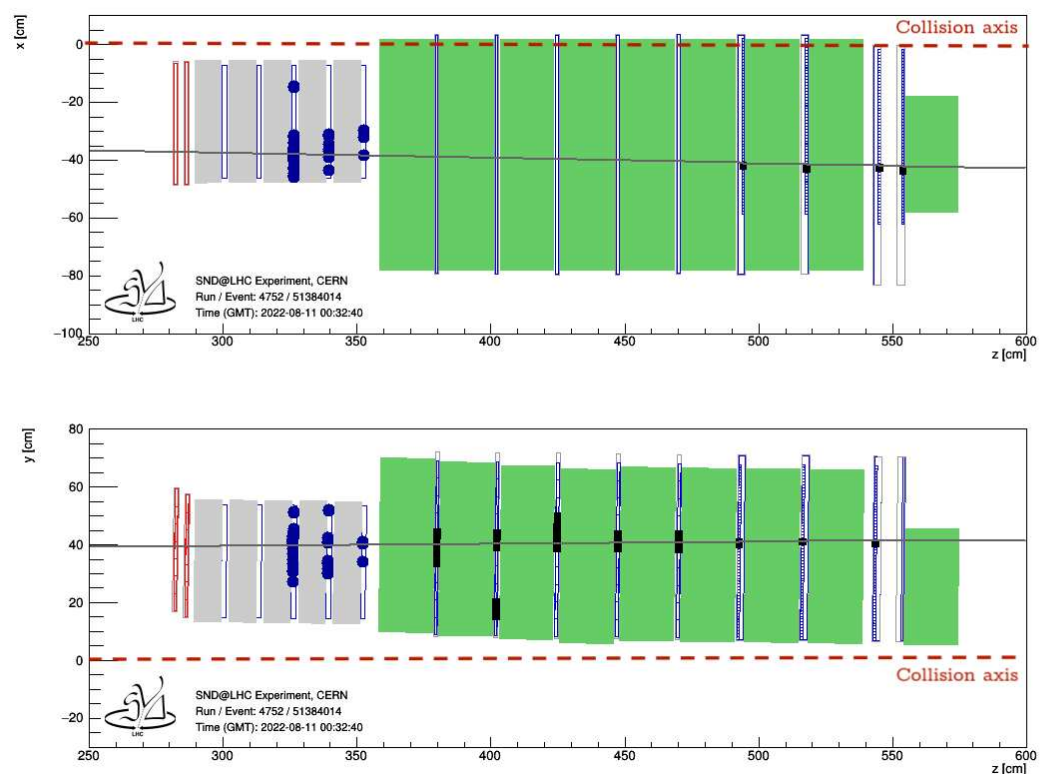 x [cm]
0
−20
−40
−60
−80
−100
Collision axis
LHC
SND@LHC Experiment, CERN
Run / Event: 4752 / 51384014
Time (GMT): 2022-08-11 00:32:40
250 300 350 400 450 500 550 600
z [cm]
y [cm]
80
60
40
20
0
−20
Collision axis
LHC
SND@LHC Experiment, CERN
Run / Event: 4752 / 51384014
Time (GMT): 2022-08-11 00:32:40
250 300 350 400 450 500 550 600
z [cm]